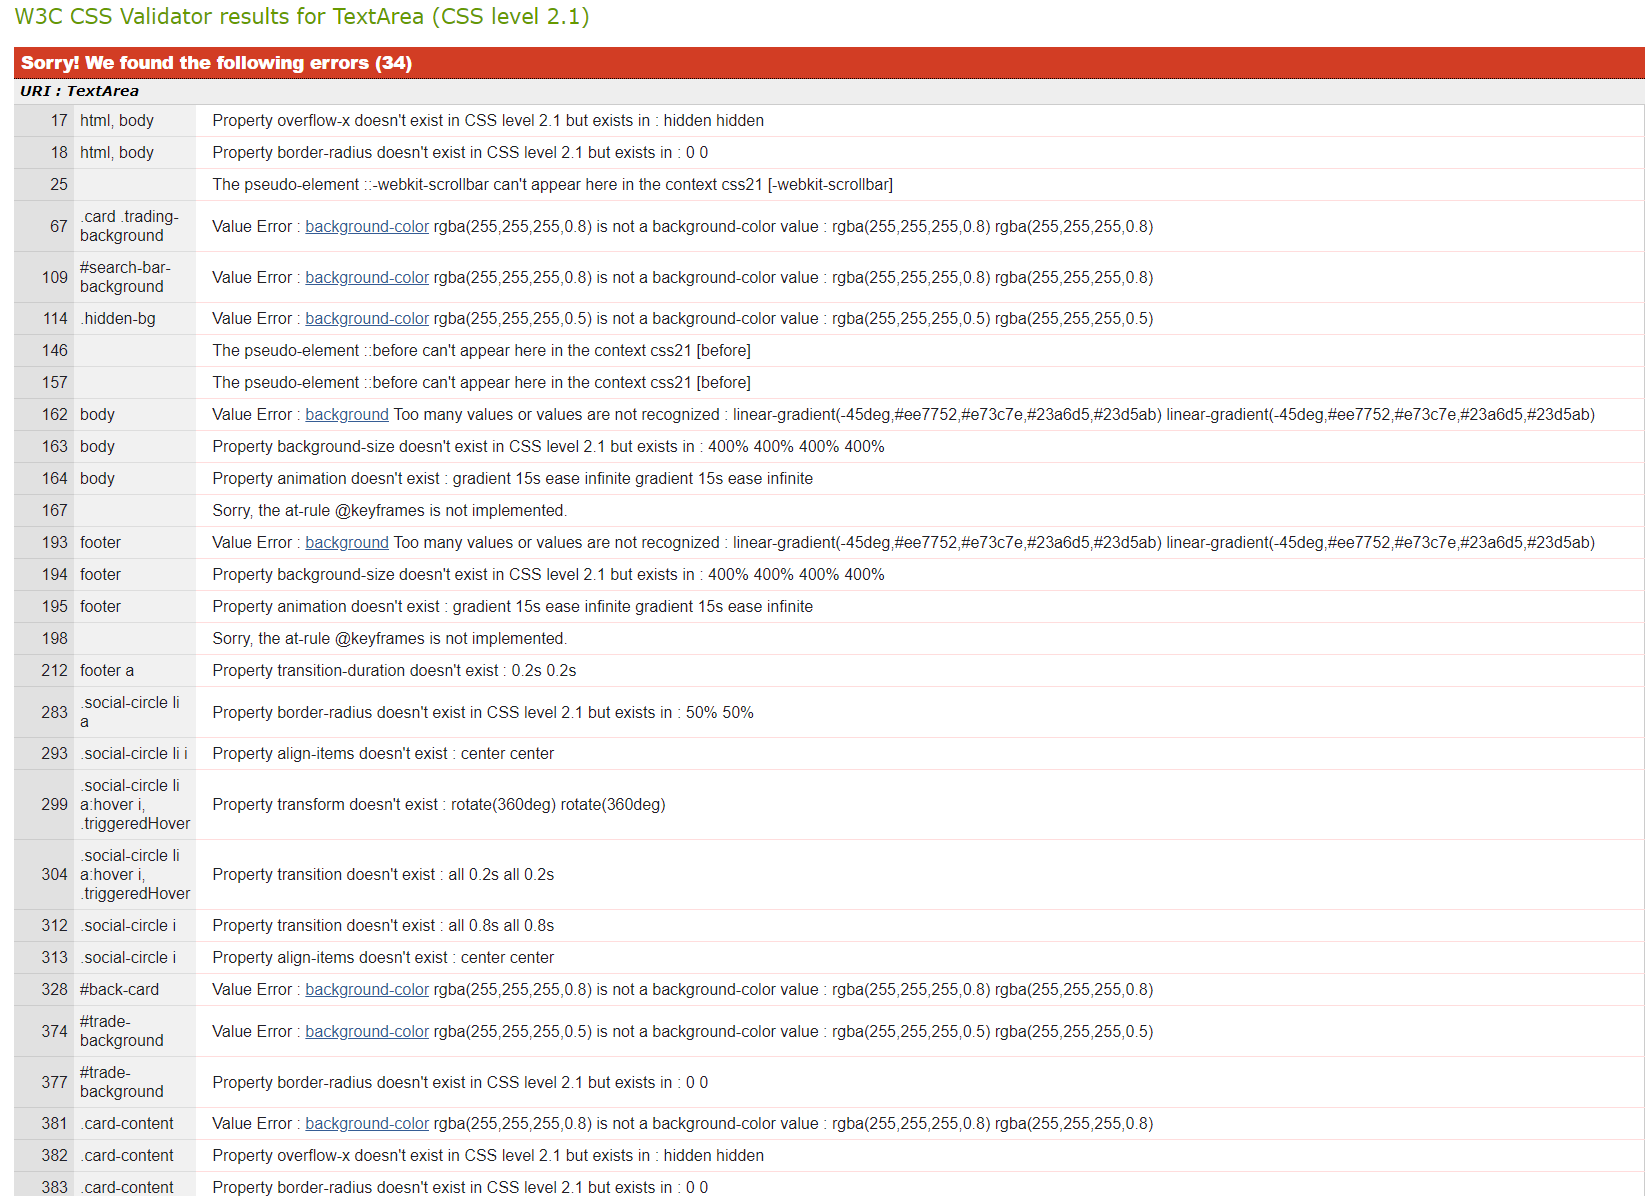 W3C CSS Validator results for TextArea (CSS level 2.1)
Sorry! We found the following errors (34)
URI : TextArea
17 html, body Property overflow-x doesn't exist in CSS level 2.1 but exists in : hidden hidden
18 html, body Property border-radius doesn't exist in CSS level 2.1 but exists in : 0 0
25 The pseudo-element ::-webkit-scrollbar can't appear here in the context css21 [-webkit-scrollbar]
67 .card .trading-
background Value Error : background-color rgba(255,255,255,0.8) is not a background-color value : rgba(255,255,255,0.8) rgba(255,255,255,0.8)
109 #search-bar-
background Value Error : background-color rgba(255,255,255,0.8) is not a background-color value : rgba(255,255,255,0.8) rgba(255,255,255,0.8)
114 .hidden-bg Value Error : background-color rgba(255,255,255,0.5) is not a background-color value : rgba(255,255,255,0.5) rgba(255,255,255,0.5)
146 The pseudo-element ::before can't appear here in the context css21 [before]
157 The pseudo-element ::before can't appear here in the context css21 [before]
162 body Value Error : background Too many values or values are not recognized : linear-gradient(-45deg,#ee7752,#e73c7e,#23a6d5,#23d5ab) linear-gradient(-45deg,#ee7752,#e73c7e,#23a6d5,#23d5ab)
163 body Property background-size doesn't exist in CSS level 2.1 but exists in : 400% 400% 400% 400%
164 body Property animation doesn't exist : gradient 15s ease infinite gradient 15s ease infinite
167 Sorry, the at-rule @keyframes is not implemented.
193 footer Value Error : background Too many values or values are not recognized : linear-gradient(-45deg,#ee7752,#e73c7e,#23a6d5,#23d5ab) linear-gradient(-45deg,#ee7752,#e73c7e,#23a6d5,#23d5ab)
194 footer Property background-size doesn't exist in CSS level 2.1 but exists in : 400% 400% 400% 400%
195 footer Property animation doesn't exist : gradient 15s ease infinite gradient 15s ease infinite
198 Sorry, the at-rule @keyframes is not implemented.
212 footer a Property transition-duration doesn't exist : 0.2s 0.2s
283 .social-circle li
a Property border-radius doesn't exist in CSS level 2.1 but exists in : 50% 50%
293 .social-circle li i Property align-items doesn't exist : center center
299 .social-circle li
a:hover i,
.triggeredHover Property transform doesn't exist : rotate(360deg) rotate(360deg)
304 .social-circle li
a:hover i,
.triggeredHover Property transition doesn't exist : all 0.2s all 0.2s
312 .social-circle i Property transition doesn't exist : all 0.8s all 0.8s
313 .social-circle i Property align-items doesn't exist : center center
328 #back-card Value Error : background-color rgba(255,255,255,0.8) is not a background-color value : rgba(255,255,255,0.8) rgba(255,255,255,0.8)
374 #trade-
background Value Error : background-color rgba(255,255,255,0.5) is not a background-color value : rgba(255,255,255,0.5) rgba(255,255,255,0.5)
377 #trade-
background Property border-radius doesn't exist in CSS level 2.1 but exists in : 0 0
381 .card-content Value Error : background-color rgba(255,255,255,0.8) is not a background-color value : rgba(255,255,255,0.8) rgba(255,255,255,0.8)
382 .card-content Property overflow-x doesn't exist in CSS level 2.1 but exists in : hidden hidden
383 .card-content Property border-radius doesn't exist in CSS level 2.1 but exists in : 0 0